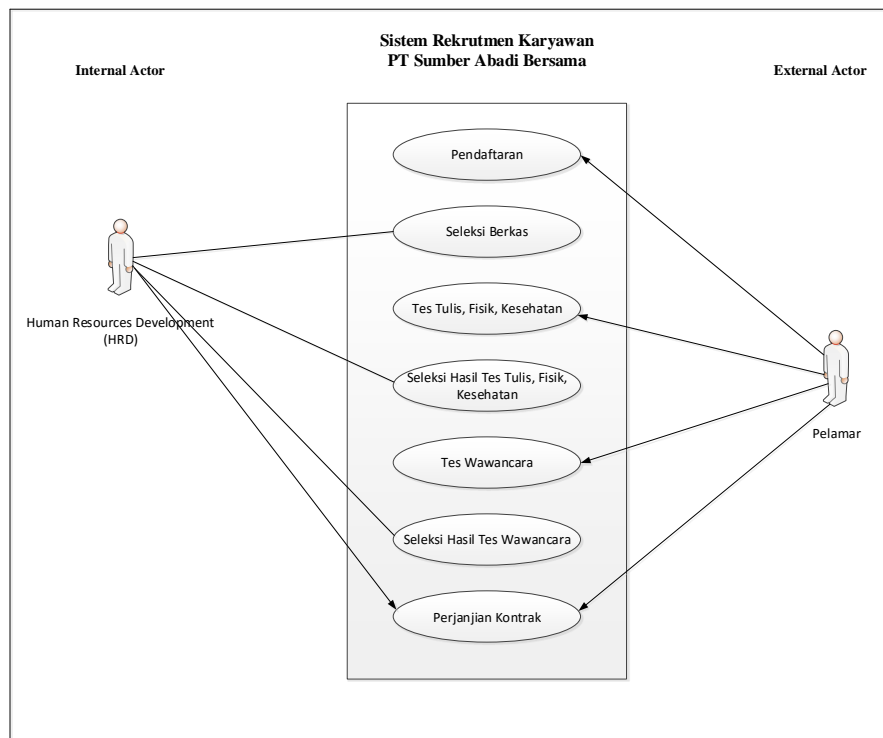 Sistem Rekrutmen Karyawan
PT Sumber Abadi Bersama
Internal Actor
External Actor
Pendaftaran
Seleksi Berkas
Tes Tulis, Fisik, Kesehatan
Human Resources Development
(HRD)
Seleksi Hasil Tes Tulis, Fisik,
Kesehatan
Pelamar
Tes Wawancara
Seleksi Hasil Tes Wawancara
Perjanjian Kontrak